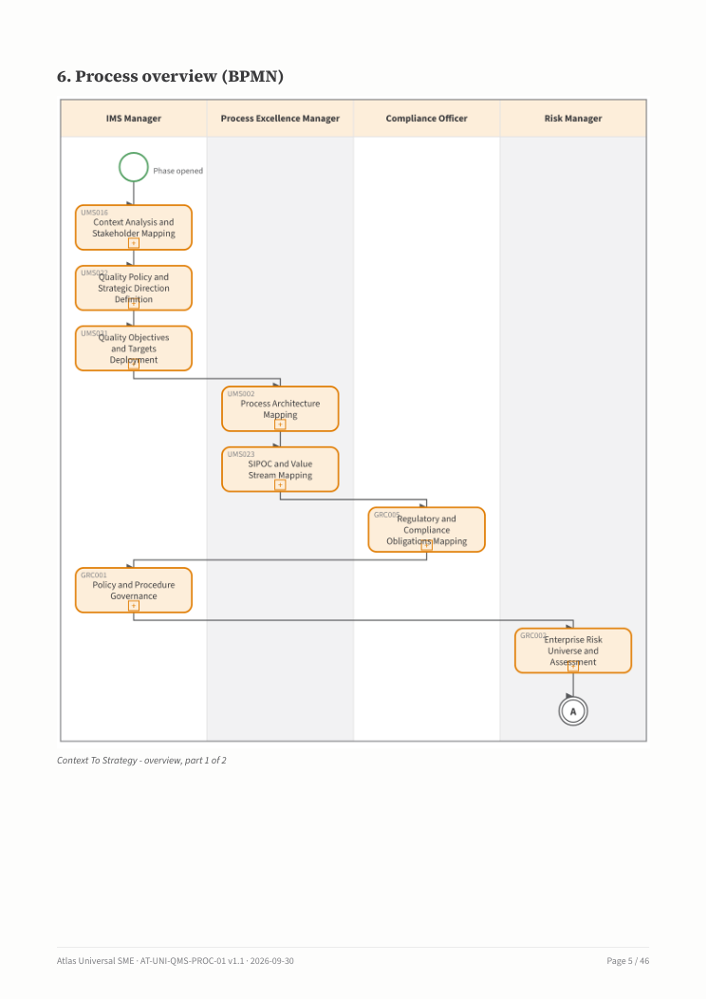 6. Process overview (BPMN)
IMS Manager
Process Excellence Manager
Compliance Officer
Risk Manager
Phase opened
UMS016
Context Analysis and
Stakeholder Mapping
Quality Policy and
Strategic Direction
Definition
Quality Objectives
and Targets
Deployment
UMS002
Process Architecture
Mapping
UMS023
SIPOC and Value
Stream Mapping
GRC005
Regulatory and
Compliance
Obligations Mapping
GRC001
Policy and Procedure
Governance
GRC002
Enterprise Risk
Universe and
Assessment
A
Context To Strategy - overview, part 1 of 2
Atlas Universal SME · AT-UNI-QMS-PROC-01 v1.1 · 2026-09-30
Page 5 / 46